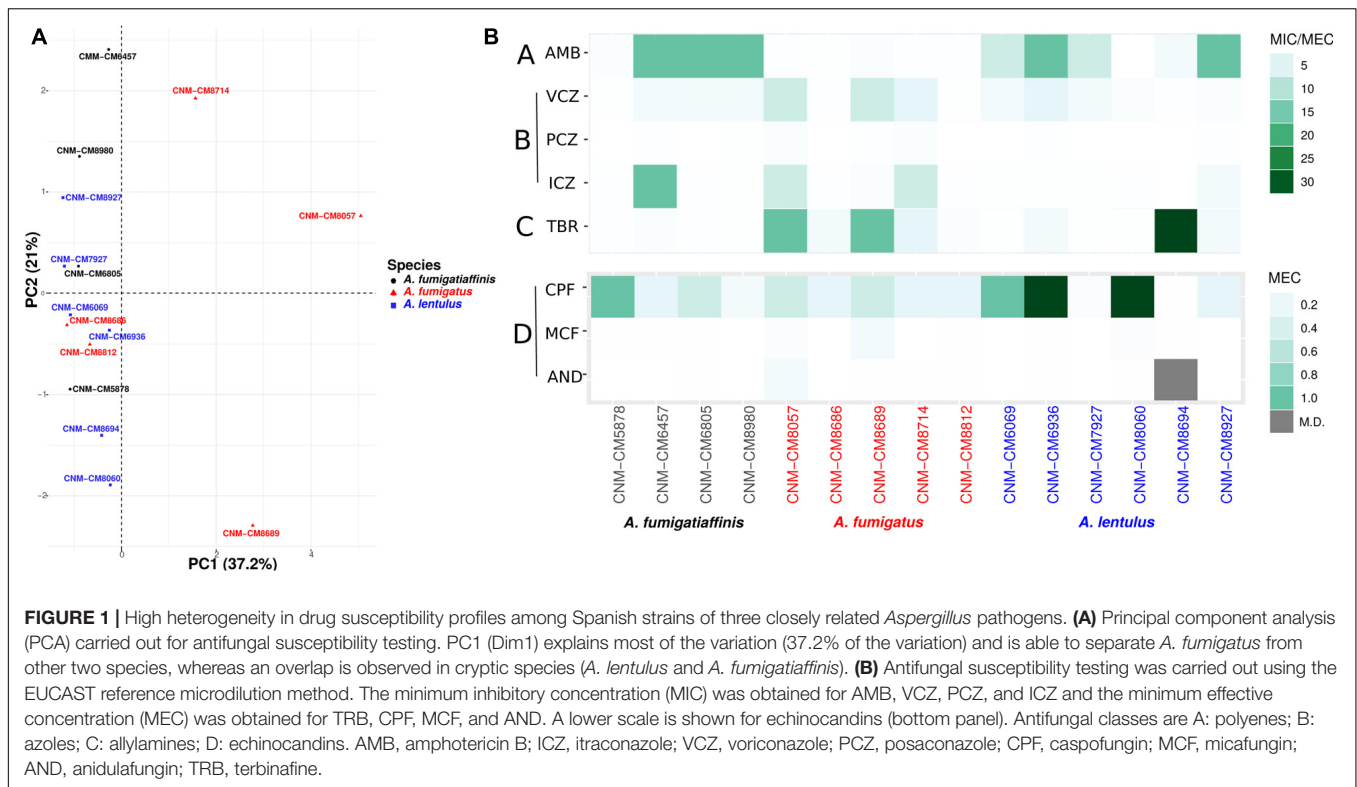 A
PC2 (21%)
2
1
0
−1
−2
CMM−CM6457
CNM−CM8714
CNM−CM8980
CNM−CM8927
CNM−CM8057
CNM−CM7927
CNM−CM6805
CNM−CM6069
CNM−CM8686
CNM−CM6936
CNM−CM8812
CNM−CM5878
CNM−CM8694
CNM−CM8060
CNM−CM8689
0
2
4
PC1 (37.2%)
Species
A. fumigatiaffinis
A. fumigatus
A. lentulus
B
A
AMB
B
VCZ
PCZ
ICZ
C
TBR
D
CPF
MCF
AND
MIC/MEC
5
10
15
20
25
30
MEC
0.2
0.4
0.6
0.8
1.0
M.D.
CNM−CM5878
CNM−CM6457
CNM−CM6805
CNM−CM8980
CNM−CM8057
CNM−CM8686
CNM−CM8689
CNM−CM8714
CNM−CM8812
CNM−CM6069
CNM−CM6936
CNM−CM7927
CNM−CM8060
CNM−CM8694
CNM−CM8927
A. fumigatiaffinis
A. fumigatus
A. lentulus
FIGURE 1 | High heterogeneity in drug susceptibility profiles among Spanish strains of three closely related Aspergillus pathogens. (A) Principal component analysis
(PCA) carried out for antifungal susceptibility testing. PC1 (Dim1) explains most of the variation (37.2% of the variation) and is able to separate A. fumigatus from
other two species, whereas an overlap is observed in cryptic species (A. lentulus and A. fumigatiaffinis). (B) Antifungal susceptibility testing was carried out using the
EUCAST reference microdilution method. The minimum inhibitory concentration (MIC) was obtained for AMB, VCZ, PCZ, and ICZ and the minimum effective
concentration (MEC) was obtained for TRB, CPF, MCF, and AND. A lower scale is shown for echinocandins (bottom panel). Antifungal classes are A: polyenes; B:
azoles; C: allylamines; D: echinocandins. AMB, amphotericin B; ICZ, itraconazole; VCZ, voriconazole; PCZ, posaconazole; CPF, caspofungin; MCF, micafungin;
AND, anidulafungin; TRB, terbinafine.